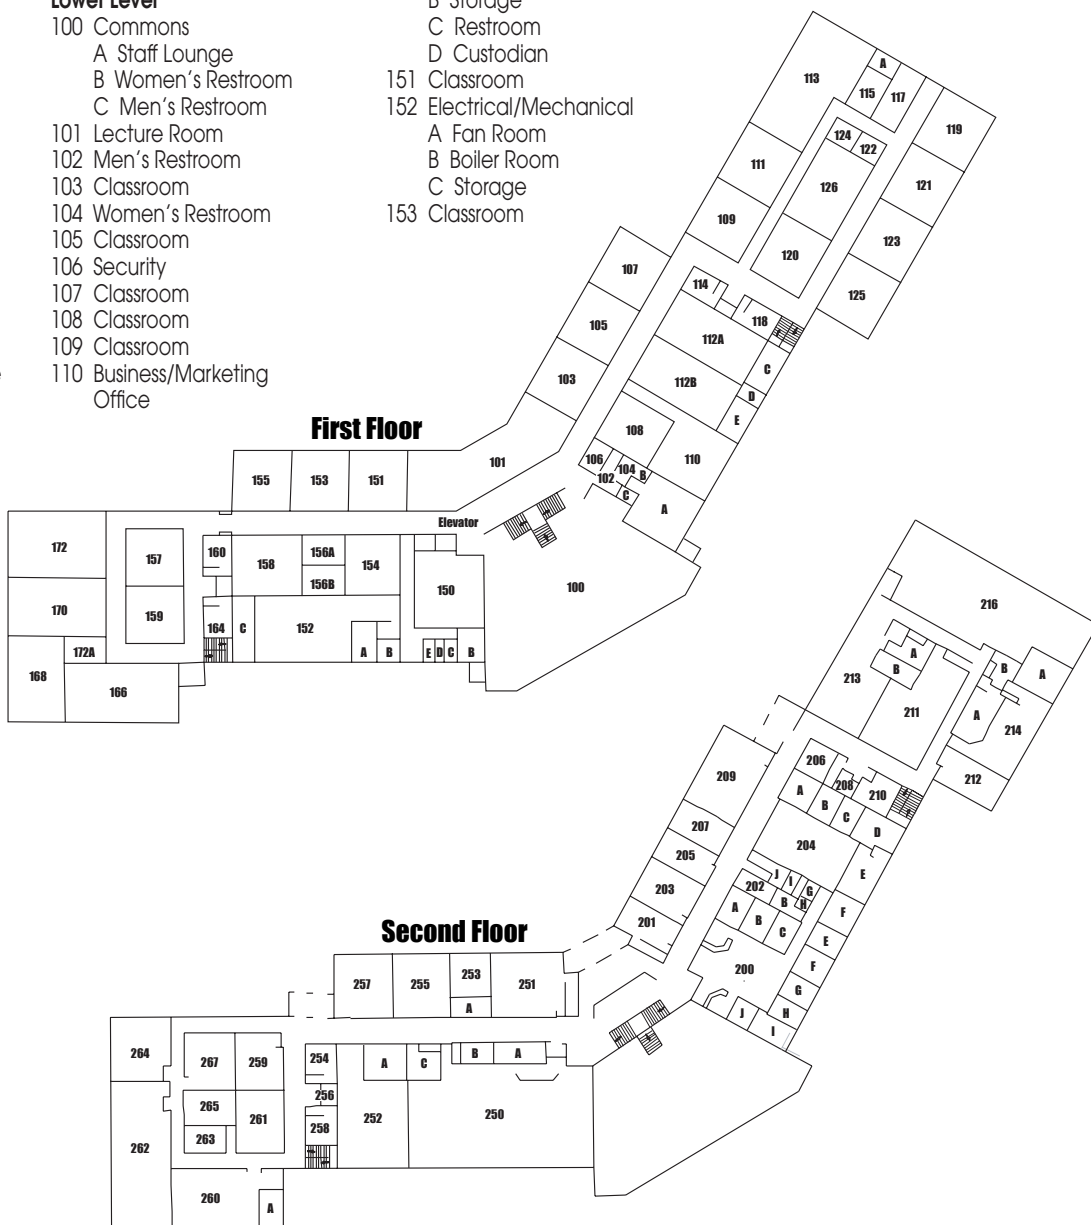 Lower Level
100 Commons
A Staff Lounge
B Women's Restroom
C Men's Restroom
101 Lecture Room
102 Men's Restroom
103 Classroom
104 Women's Restroom
105 Classroom
106 Security
107 Classroom
108 Classroom
109 Classroom
110 Business/Marketing
Office
B Storage
C Restroom
D Custodian
151 Classroom
152 Electrical/Mechanical
A Fan Room
B Boiler Room
C Storage
153 Classroom
First Floor
113
A
115
117
119
124
122
111
126
121
109
120
123
107
125
114
118
105
112A
C
112B
103
D
E
108
106
104
B
110
102
C
A
101
155
153
151
Elevator
172
157
160
158
156A
154
156B
150
100
170
159
164
C
152
A
B
E
D
C
B
172A
168
166
Second Floor
216
A
B
B
A
213
211
A
214
212
209
206
208
210
A
B
C
D
207
204
205
E
203
J
I
G
202
B
H
F
201
A
B
C
E
F
200
G
J
H
I
257
255
253
251
A
264
267
259
254
A
C
B
A
256
265
261
252
250
258
263
262
260
A